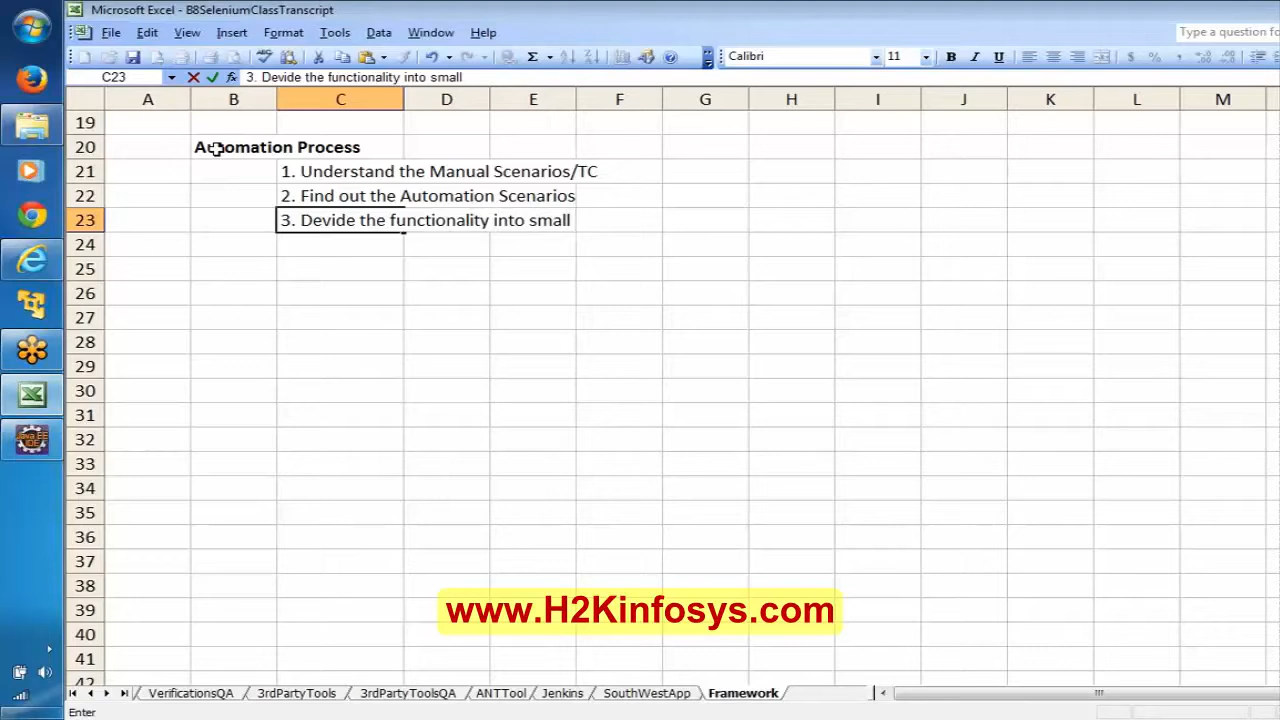 Microsoft Excel - B8SeleniumClassTranscript
File Edit View Insert Format Tools Data Window Help
Type a question fo
Calibri 11 B I U $ %
C23 fx 3. Devide the functionality into small
A B C D E F G H I J K L M
19
20 Automation Process
21 1. Understand the Manual Scenarios/TC
22 2. Find out the Automation Scenarios
23 3. Devide the functionality into small
24
25
26
27
28
29
30
31
32
33
34
35
36
37
38
39
www.H2Kinfosys.com
40
41
42
VerificationsQA 3rdPartyTools 3rdPartyToolsQA ANTTool Jenkins SouthWestApp Framework
Enter